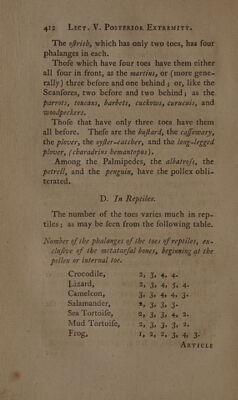 412 LECT. V. POSTERIOR EXTREMITY.
The oſtrich, which has only two toes, has four
phalanges in each.
Thoſe which have four toes have them either
all four in front, as the martins, or (more gene-
rally) three before and one behind; or, like the
Scanſores, two before and two behind; as the
parrots, toucans, barbets, cuckows, curucuis, and
woodpeckers.
Thoſe that have only three toes have them
all before. Theſe are the buſtard, the caſſowary,
the plover, the oyſter-catcher, and the long-legged
plover, (charadrius hemantopus).
Among the Palmipedes, the albatroſs, the
petrell, and the penguin, have the pollex obli-
terated.
D. In Reptiles.
The number of the toes varies much in rep-
tiles; as may be ſeen from the following table.
Number of the phalanges of the toes of reptiles, ex-
cluſive of the metatarſal bones, beginning at the
pollex or internal toe.
Crocodile, 2, 3, 4, 4.
Lizard, 2, 3, 4, 5, 4.
Cameleon, 3, 3, 4, 4, 3.
Salamander, 2, 3, 3, 3.
Sea Tortoiſe, 2, 3, 3, 4, 2.
Mud Tortoiſe, 2, 3, 3, 3, 2.
Frog, 1, 2, 2, 3, 4, 3.
ARTICLE